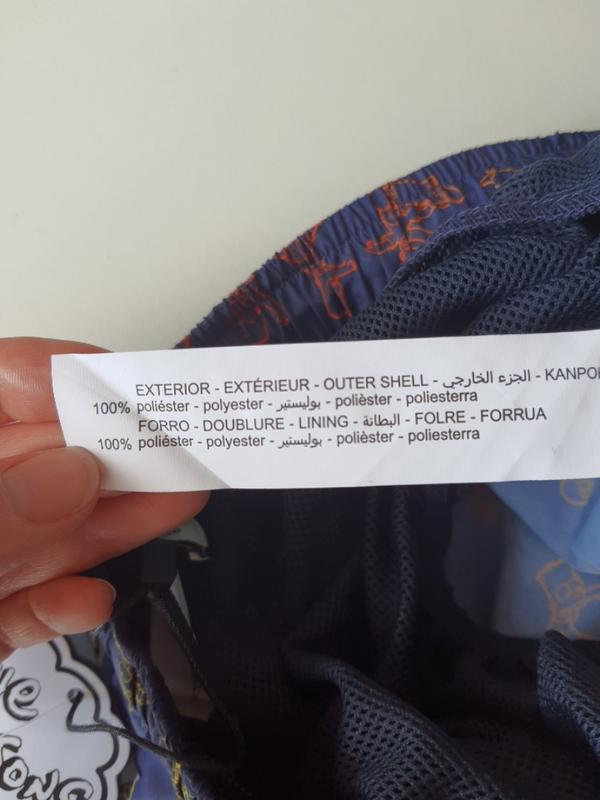 EXTERIOR - EXTÉRIEUR - OUTER SHELL - الجزء الخارجي -
100% poliéster - polyester - بوليستير - polièster - poliesterra
FORRO - DOUBLURE - LINING - البطانة - FOLRE - FORRUA
100% poliéster - polyester - بوليستير - polièster - poliesterra